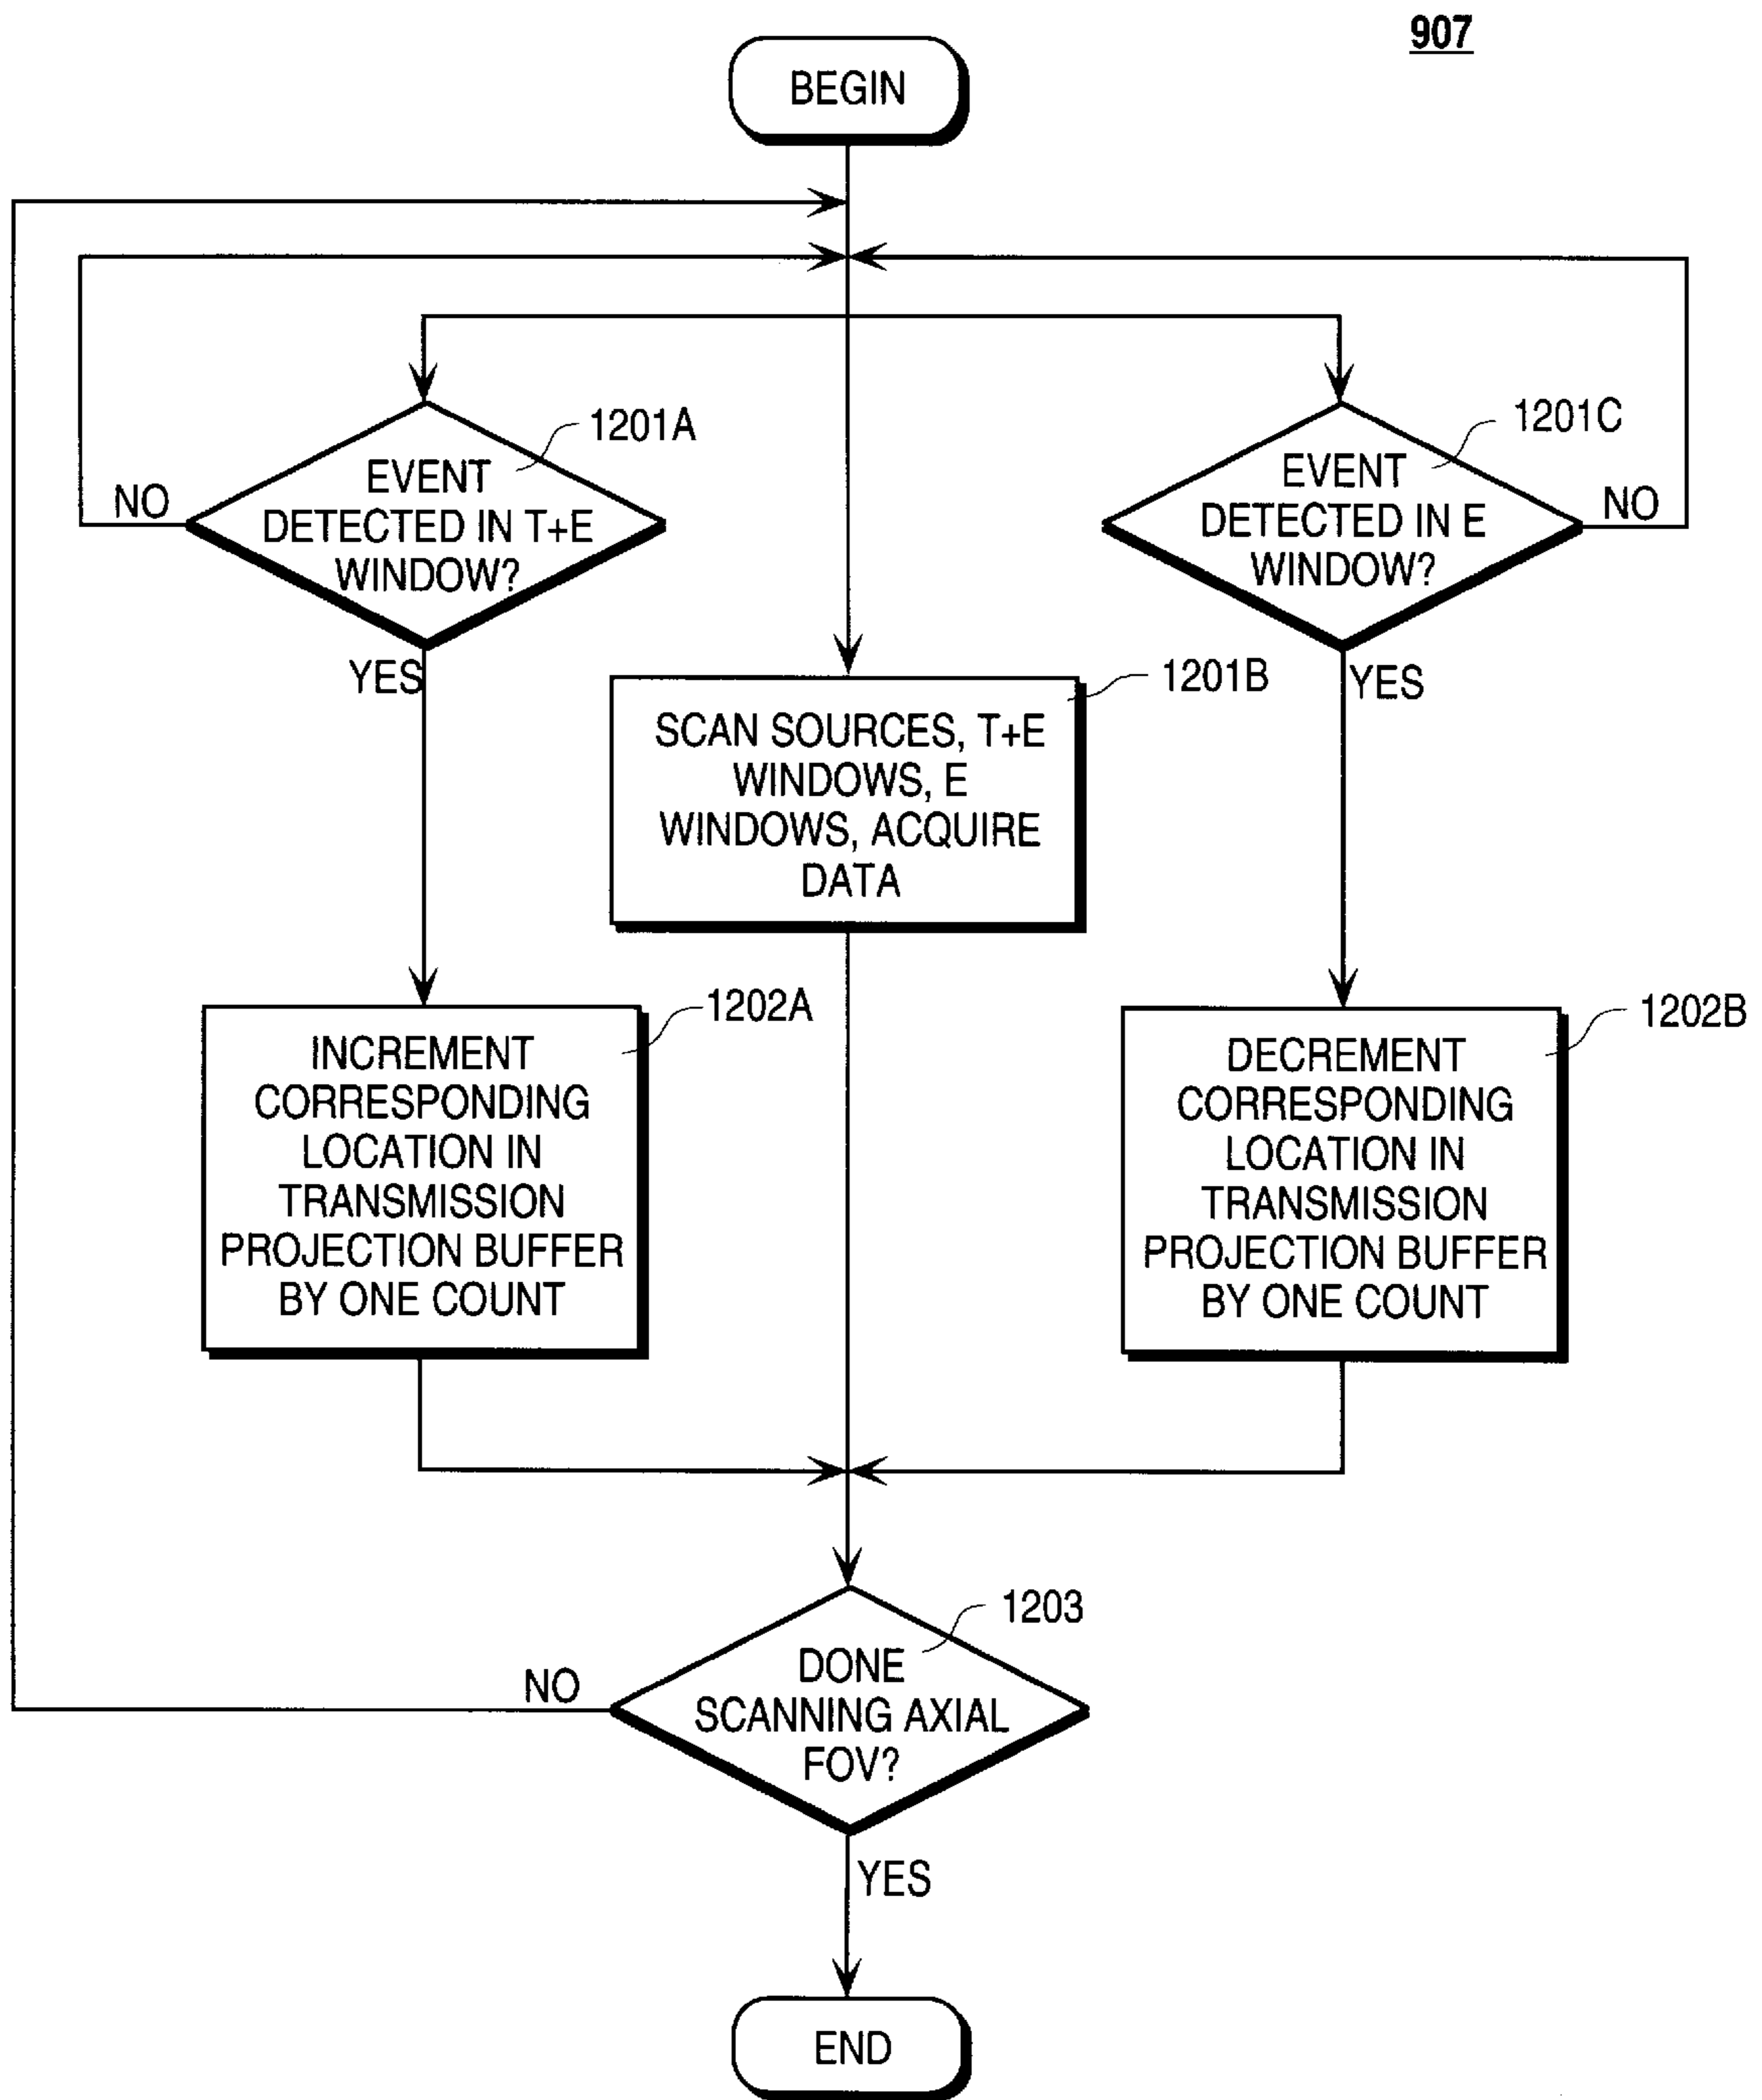 907
BEGIN
1201A
EVENT
DETECTED IN T+E
WINDOW?
NO
YES
1201C
EVENT
DETECTED IN E
WINDOW?
NO
YES
1201B
SCAN SOURCES, T+E
WINDOWS, E
WINDOWS, ACQUIRE
DATA
1202A
INCREMENT
CORRESPONDING
LOCATION IN
TRANSMISSION
PROJECTION BUFFER
BY ONE COUNT
1202B
DECREMENT
CORRESPONDING
LOCATION IN
TRANSMISSION
PROJECTION BUFFER
BY ONE COUNT
1203
DONE
SCANNING AXIAL
FOV?
NO
YES
END